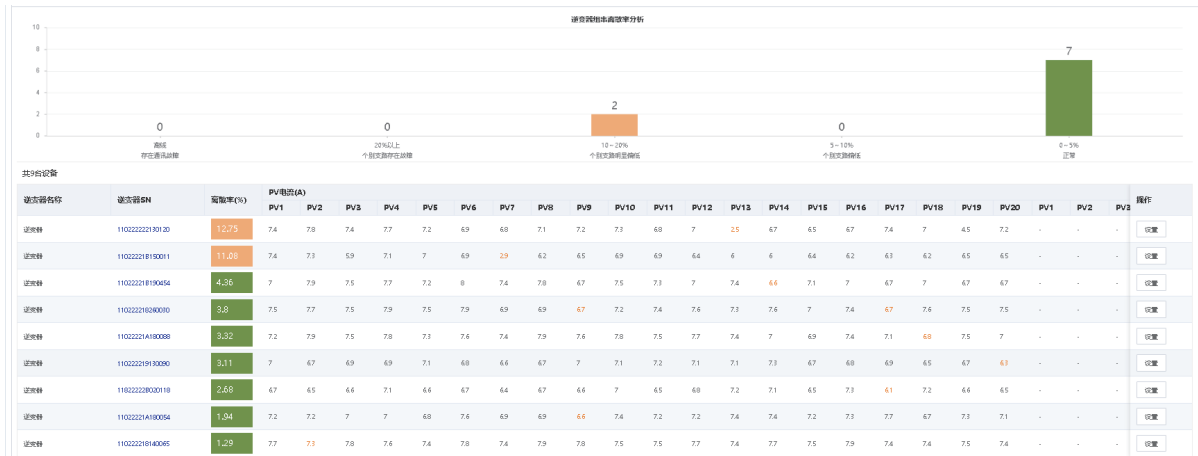 逆变器组串离散率分析
10
8
6
4
2
0
0
0
2
0
7
离线
20%以上
10~20%
5~10%
0~5%
存在通讯故障
个别支路存在故障
个别支路明显偏低
个别支路偏低
正常
共9台设备
逆变器名称 逆变器SN 离散率(%) PV电流(A) 操作
PV1 PV2 PV3 PV4 PV5 PV6 PV7 PV8 PV9 PV10 PV11 PV12 PV13 PV14 PV15 PV16 PV17 PV18 PV19 PV20 PV1 PV2 PV3
逆变器 110222222130120 12.75 7.4 7.8 7.4 7.7 7.2 6.9 6.8 7.1 7.2 7.3 6.8 7 2.5 6.7 6.5 6.7 7.4 7 4.5 7.2 - - - 设置
逆变器 11022221B150011 11.08 7.4 7.3 5.9 7.1 7 6.9 2.9 6.2 6.5 6.9 6.9 6.4 6 6 6.4 6.2 6.3 6.2 6.5 6.5 - - - 设置
逆变器 110222218190454 4.36 7 7.9 7.5 7.7 7.2 8 7.4 7.8 6.7 7.5 7.3 7 7.4 6.6 7.1 7 6.7 7 6.7 6.7 - - - 设置
逆变器 110222218260030 3.8 7.5 7.7 7.5 7.9 7.5 7.9 6.9 6.9 6.7 7.2 7.4 7.6 7.3 7.6 7 7.4 6.7 7.6 7.5 7.5 - - - 设置
逆变器 11022221A180088 3.32 7.2 7.9 7.5 7.8 7.3 7.6 7.4 7.9 7.6 7.8 7.5 7.7 7.4 7 6.9 7.4 7.1 6.8 7.5 7 - - - 设置
逆变器 110222219130090 3.11 7 6.7 6.9 6.9 7.1 6.8 6.6 6.7 7 7.1 7.2 7.1 7.1 7.3 6.7 6.8 6.9 6.5 6.7 6.3 - - - 设置
逆变器 118222228020118 2.68 6.7 6.5 6.6 7.1 6.6 6.7 6.4 6.7 6.6 7 6.5 6.8 7.2 7.1 6.5 7.3 6.1 7.2 6.6 6.5 - - - 设置
逆变器 11022221A180054 1.94 7.2 7.2 7 7 6.8 7.6 6.9 6.9 6.6 7.4 7.2 7.2 7.4 7.4 7.2 7.3 7.7 6.7 7.3 7.1 - - - 设置
逆变器 110222218140065 1.29 7.7 7.3 7.8 7.6 7.4 7.8 7.4 7.9 7.8 7.5 7.5 7.7 7.4 7.7 7.5 7.9 7.4 7.4 7.5 7.4 - - - 设置